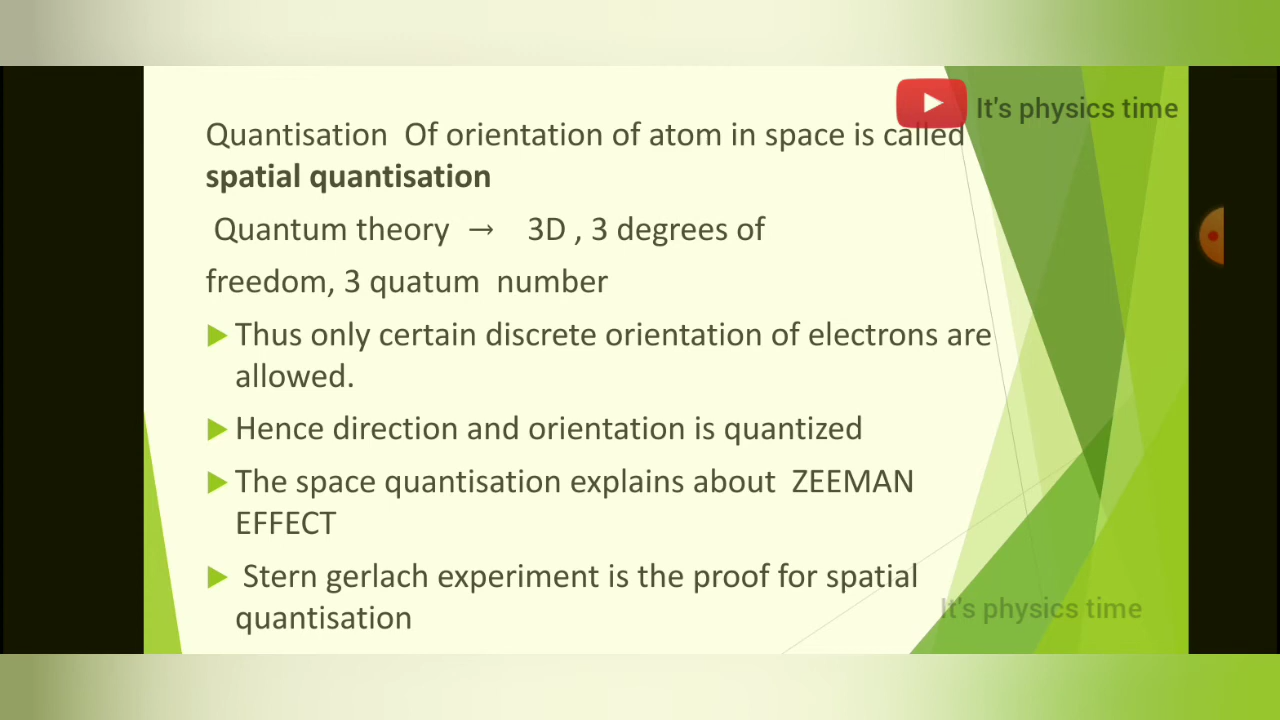 It's physics time
Quantisation Of orientation of atom in space is called
spatial quantisation
Quantum theory → 3D , 3 degrees of
freedom, 3 quatum number
Thus only certain discrete orientation of electrons are
allowed.
Hence direction and orientation is quantized
The space quantisation explains about ZEEMAN
EFFECT
Stern gerlach experiment is the proof for spatial
quantisation
It's physics time